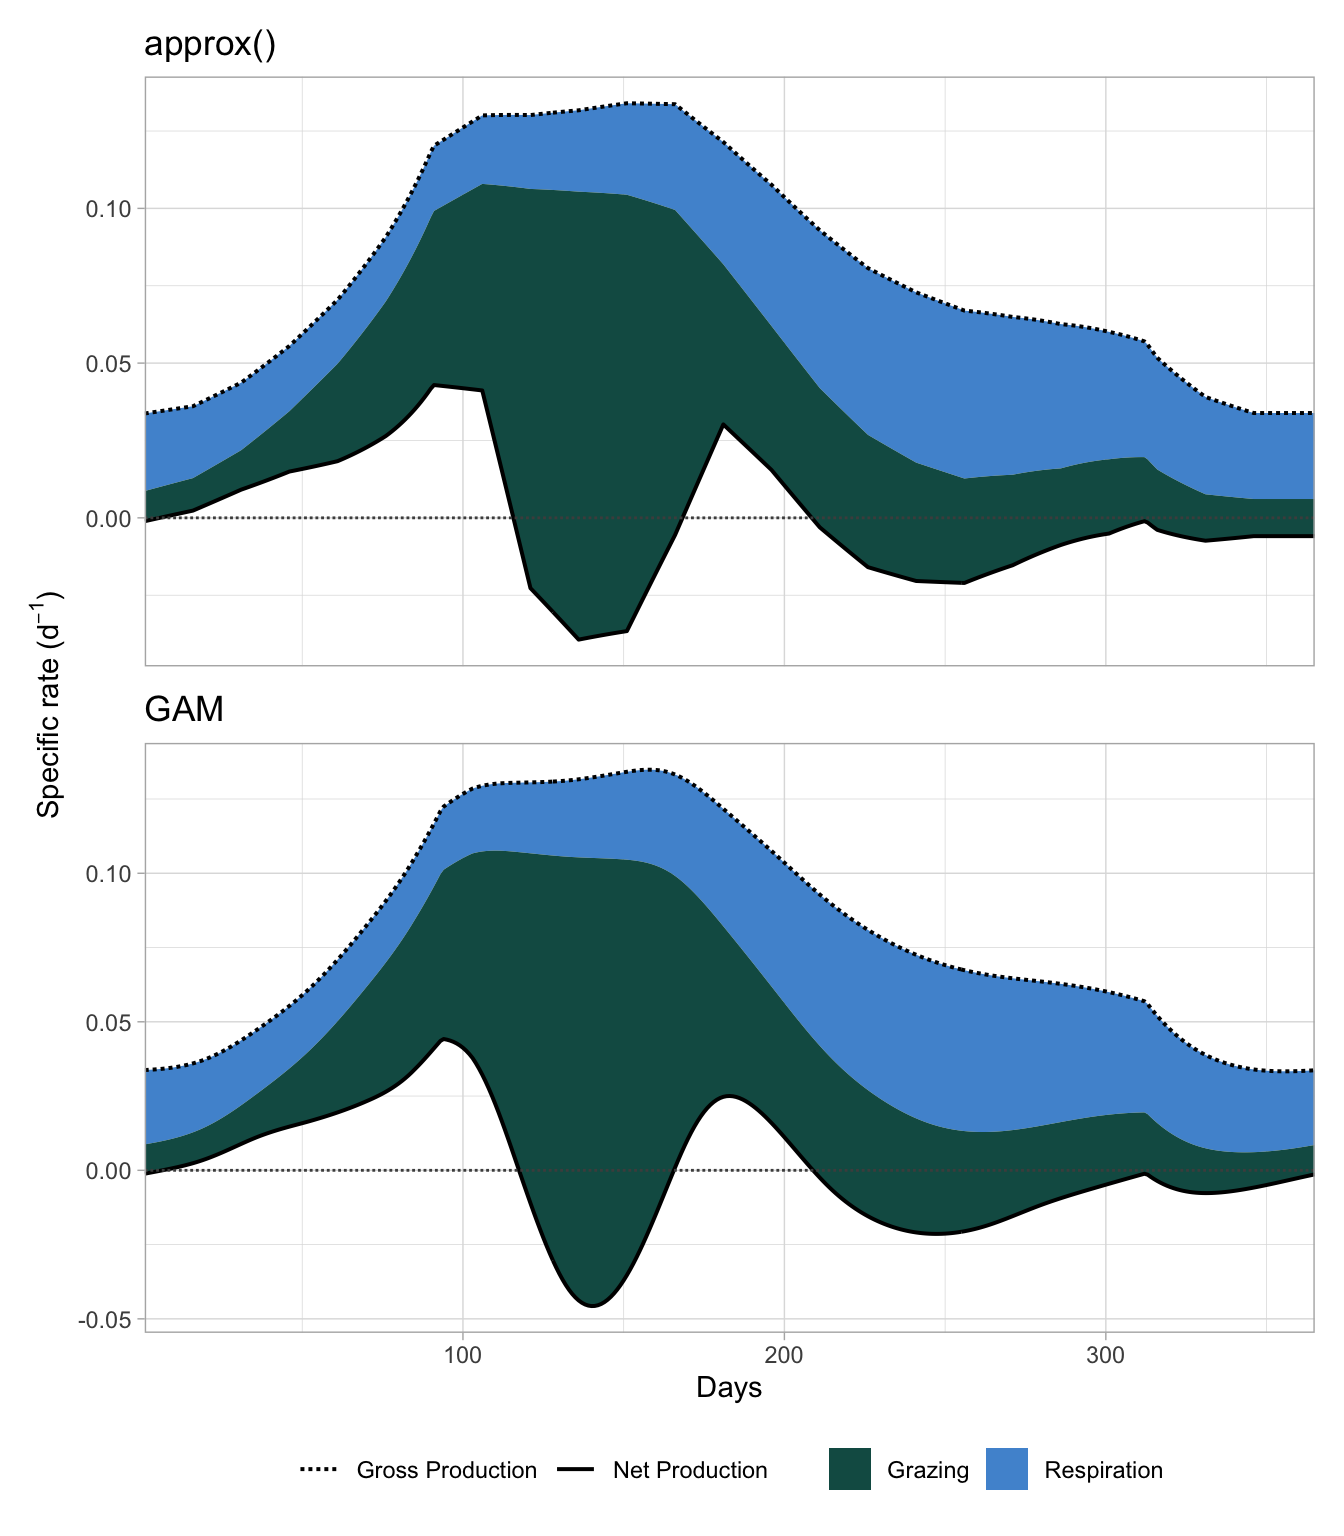 approx()
0.10
0.05
0.00
Specific rate (d⁻¹)
GAM
0.10
0.05
0.00
-0.05
100 200 300
Days
Gross Production Net Production Grazing Respiration